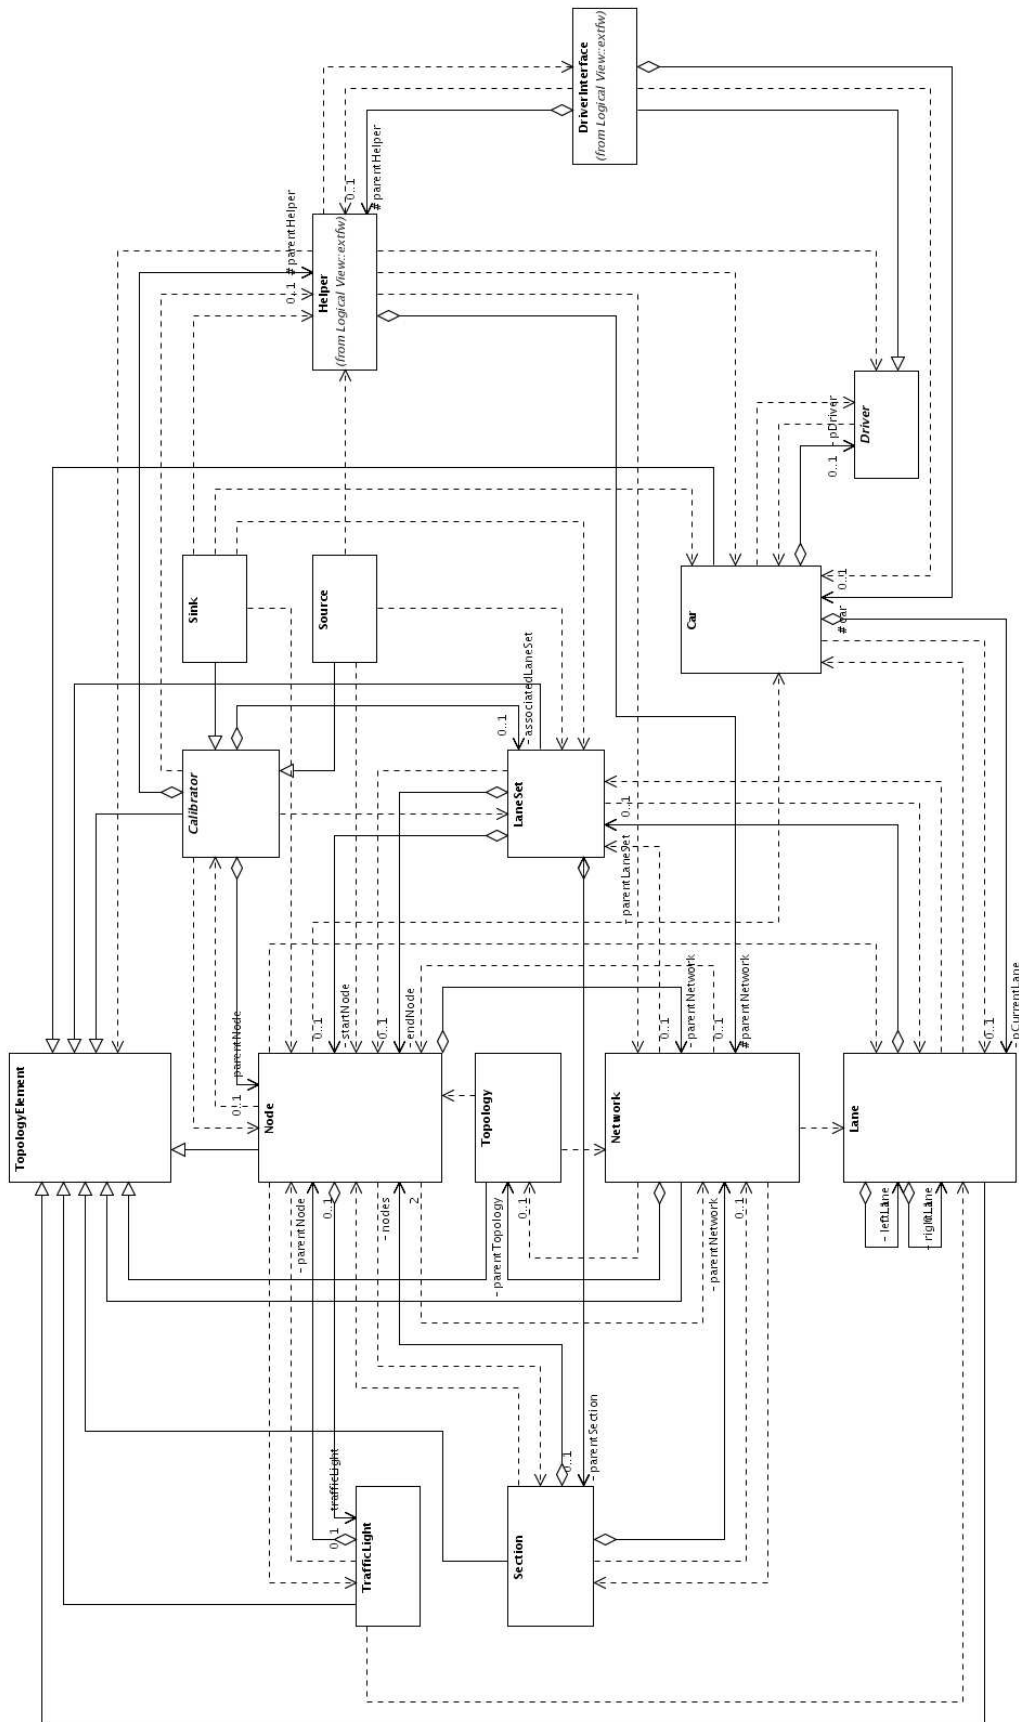 DriverInterface
(from Logical View::extfw)
0..1
#parentHelper
0..1
#parentHelper
Helper
(from Logical View::extfw)
0..1
-pDriver
Driver
Sink
Source
Car
0..1
#car
0..1
-associatedLaneSet
Calibrator
LaneSet
0..1
-parentLaneSet
0..1
-parentNode
0..1
-startNode
0..1
-endNode
0..1
-parentNetwork
0..1
#parentNetwork
0..1
-pCurrentLane
TopologyElement
Node
Topology
Network
Lane
-parentNode
0..1
-nodes
2
-parentTopology
0..1
-parentNetwork
0..1
-leftLane
-rightLane
trafficLight
0..1
0..1
parentSection
TrafficLight
Section